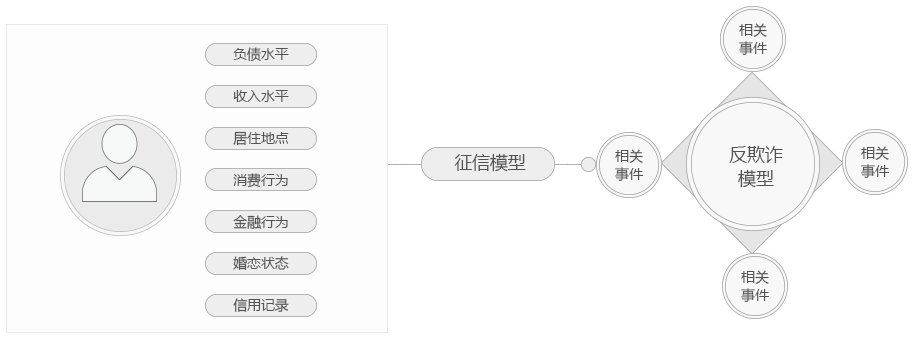 负债水平
收入水平
居住地点
消费行为
金融行为
婚恋状态
信用记录
征信模型
相关
事件
相关
事件
反欺诈
模型
相关
事件
相关
事件